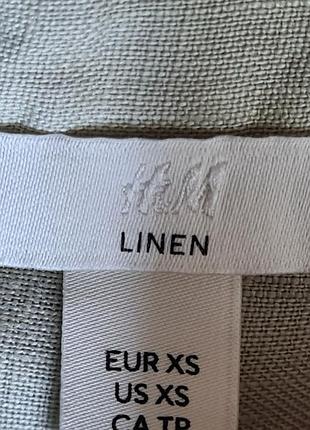 H&M
LINEN
EUR XS
US XS
CA TP